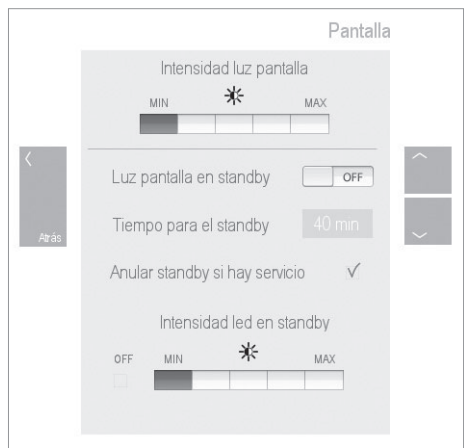 Pantalla
Intensidad luz pantalla
MIN MAX
Luz pantalla en standby OFF
Tiempo para el standby 40 min
Atrás
Anular standby si hay servicio
Intensidad led en standby
OFF MIN MAX